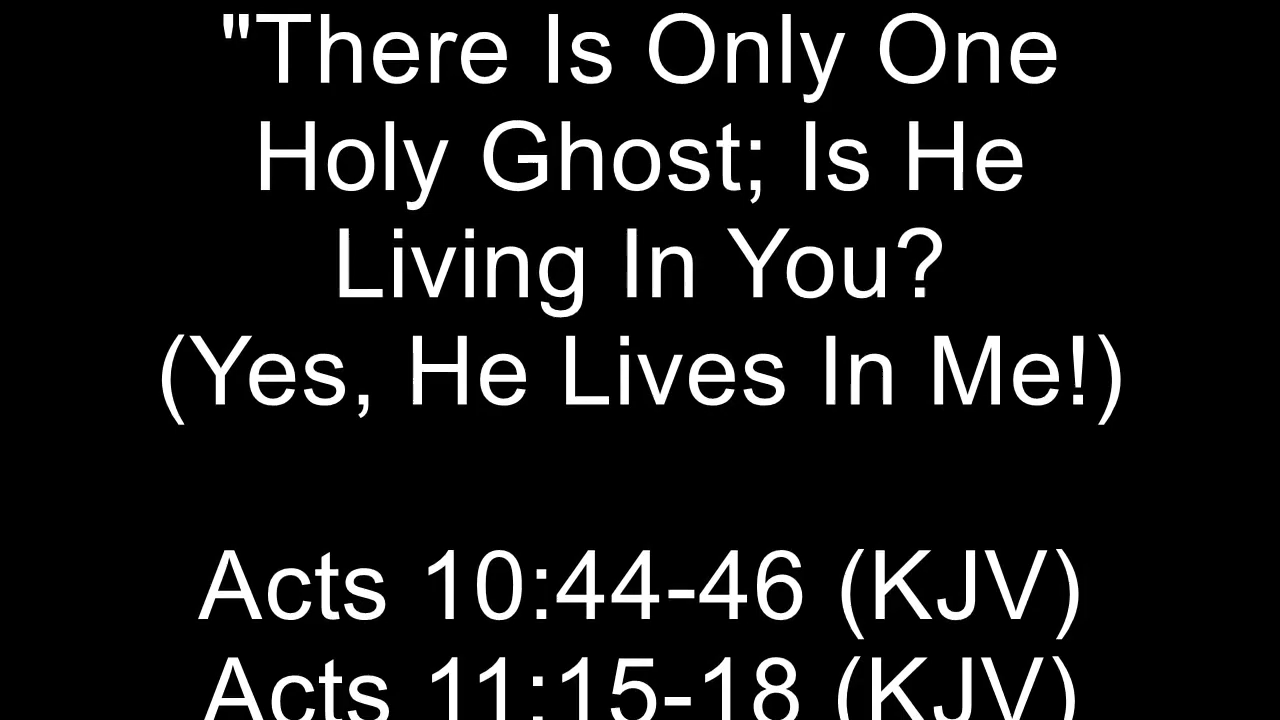 "There Is Only One
Holy Ghost; Is He
Living In You?
(Yes, He Lives In Me!)
Acts 10:44-46 (KJV)
Acts 11:15-18 (KJV)